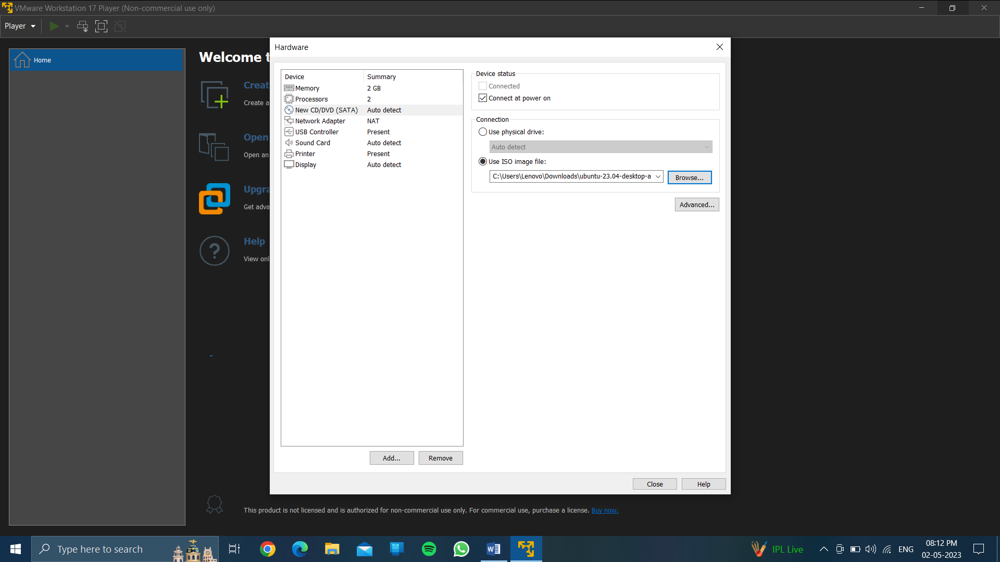 VMware Workstation 17 Player (Non-commercial use only)
Player
Home
Welcome t
Creat
Create a
Open
Open an
Upgra
Get adva
Help
View onl
Hardware
Device Summary
Memory 2 GB
Processors 2
New CD/DVD (SATA) Auto detect
Network Adapter NAT
USB Controller Present
Sound Card Auto detect
Printer Present
Display Auto detect
Add...
Remove
Device status
Connected
Connect at power on
Connection
Use physical drive:
Auto detect
Use ISO image file:
C:\Users\Lenovo\Downloads\ubuntu-23.04-desktop-a
Browse...
Advanced...
Close
Help
This product is not licensed and is authorized for non-commercial use only. For commercial use, purchase a license. Buy now.
Type here to search
IPL Live
ENG
08:12 PM
02-05-2023